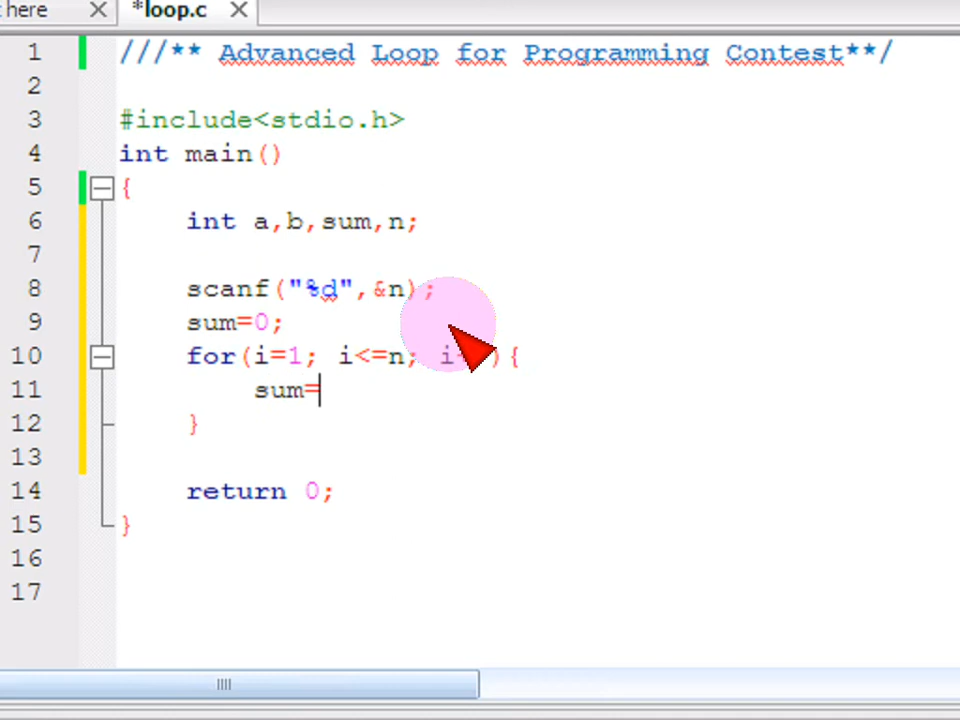 here
*loop.c
1 ///** Advanced Loop for Programming Contest**/
2
3 #include<stdio.h>
4 int main()
5 {
6 int a,b,sum,n;
7
8 scanf("%d",&n);
9 sum=0;
10 for(i=1; i<=n; i ){
11 sum=
12 }
13
14 return 0;
15 }
16
17